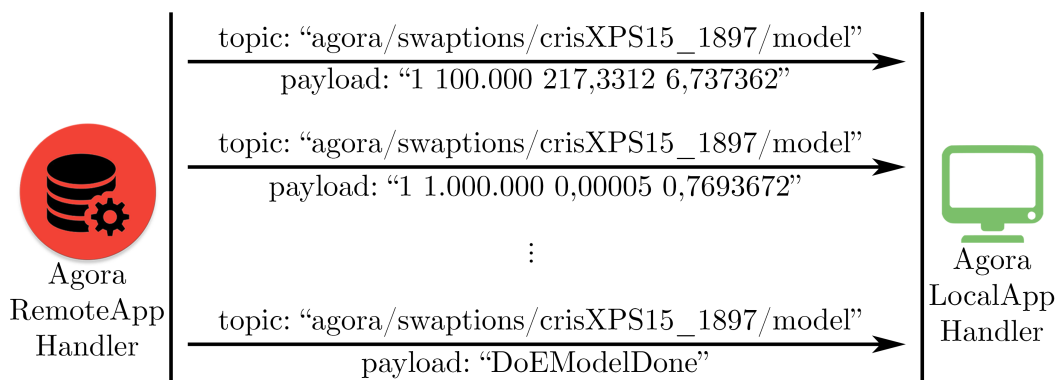 topic: “agora/swaptions/crisXPS15_1897/model”
payload: “1 100.000 217,3312 6,737362”
topic: “agora/swaptions/crisXPS15_1897/model”
payload: “1 1.000.000 0,00005 0,7693672”
⋮
Agora
RemoteApp
Handler
Agora
LocalApp
Handler
topic: “agora/swaptions/crisXPS15_1897/model”
payload: “DoEModelDone”